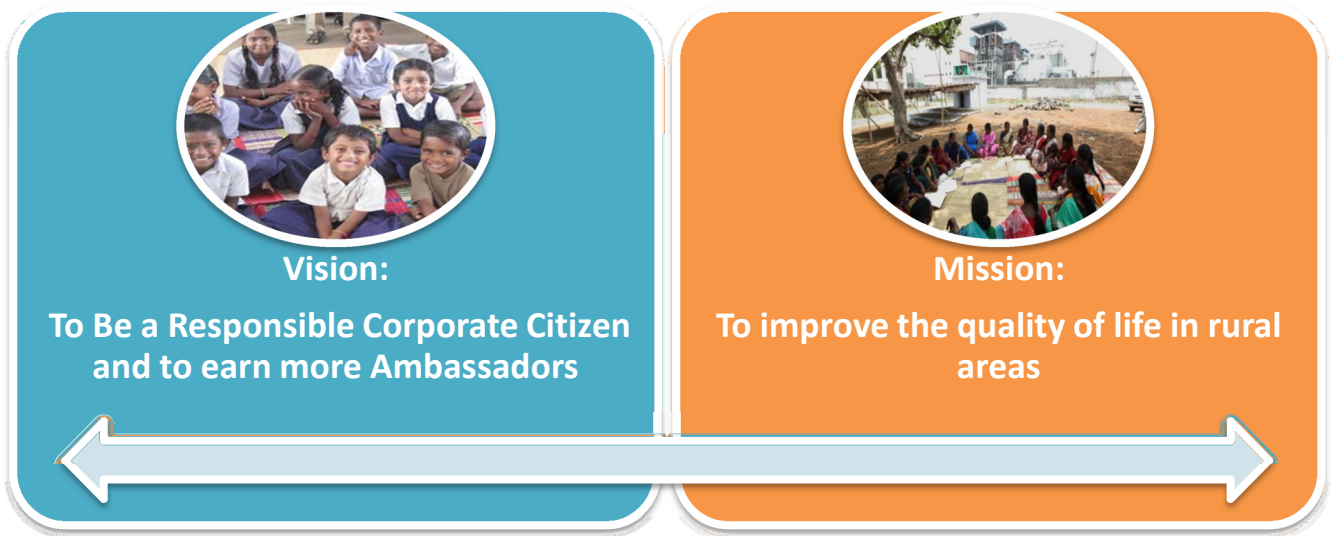 Vision:
To Be a Responsible Corporate Citizen
and to earn more Ambassadors
Mission:
To improve the quality of life in rural
areas